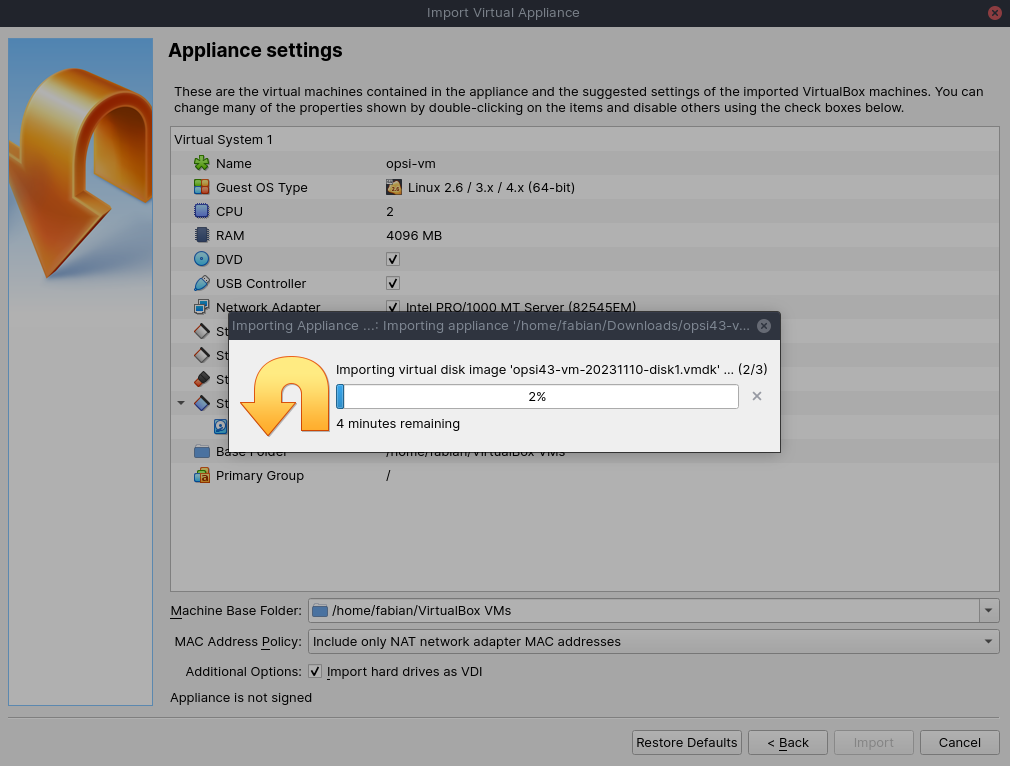 Import Virtual Appliance
Appliance settings
These are the virtual machines contained in the appliance and the suggested settings of the imported VirtualBox machines. You can
change many of the properties shown by double-clicking on the items and disable others using the check boxes below.
Virtual System 1
Name opsi-vm
Guest OS Type Linux 2.6 / 3.x / 4.x (64-bit)
CPU 2
RAM 4096 MB
DVD
USB Controller
Network Adapter Intel PRO/1000 MT Server (82545EM)
St
Importing Appliance ...: Importing appliance '/home/fabian/Downloads/opsi43-v...
St
St
St
Importing virtual disk image 'opsi43-vm-20231110-disk1.vmdk' ... (2/3)
2%
4 minutes remaining
Base Folder /home/fabian/VirtualBox VMs
Primary Group /
Machine Base Folder: /home/fabian/VirtualBox VMs
MAC Address Policy: Include only NAT network adapter MAC addresses
Additional Options: Import hard drives as VDI
Appliance is not signed
Restore Defaults < Back Import Cancel